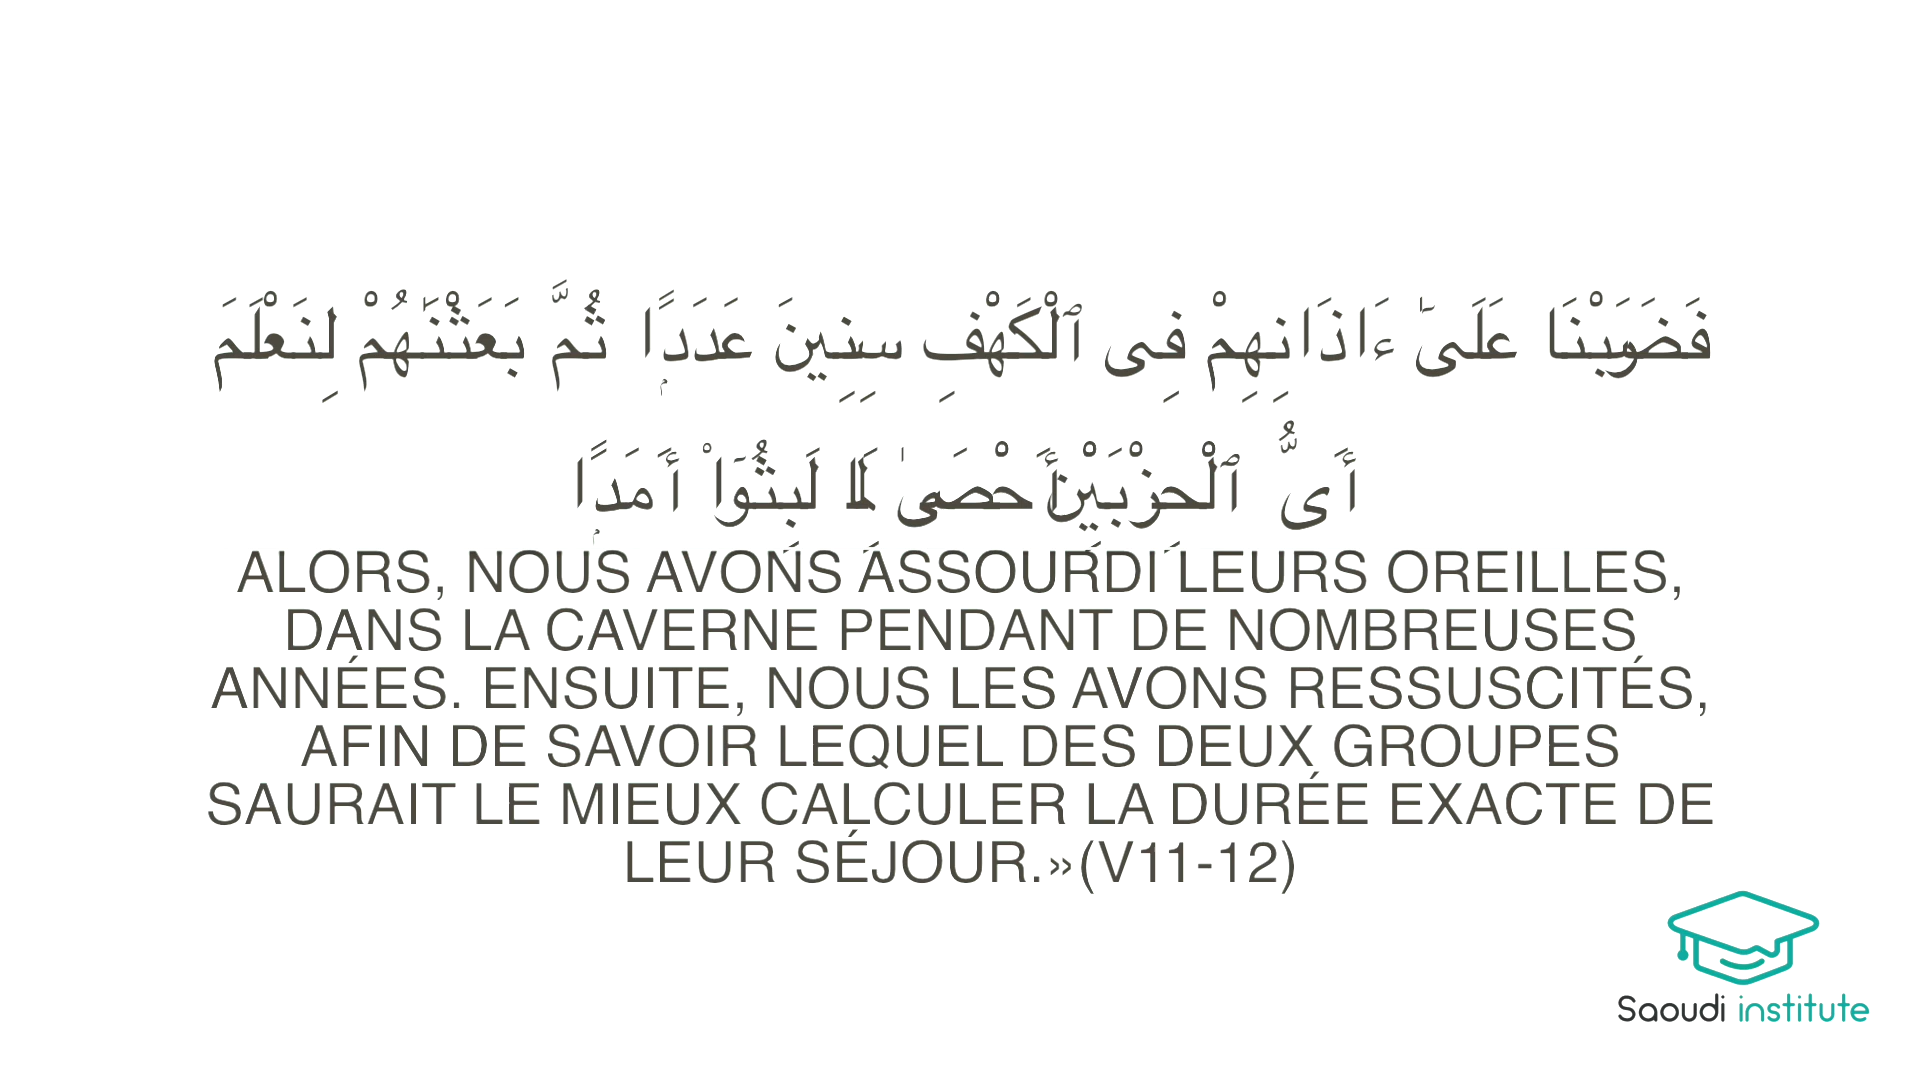 فَضَرَبْنَا عَلَىٰٓ ءَاذَانِهِمْ فِى ٱلْكَهْفِ سِنِينَ عَدَدًۭا ثُمَّ بَعَثْنَٰهُمْ لِنَعْلَمَ
أَىُّ ٱلْحِزْبَيْنِ أَحْصَىٰ لِمَا لَبِثُوٓا۟ أَمَدًۭا
ALORS, NOUS AVONS ASSOURDI LEURS OREILLES,
DANS LA CAVERNE PENDANT DE NOMBREUSES
ANNÉES. ENSUITE, NOUS LES AVONS RESSUSCITÉS,
AFIN DE SAVOIR LEQUEL DES DEUX GROUPES
SAURAIT LE MIEUX CALCULER LA DURÉE EXACTE DE
LEUR SÉJOUR.»(V11-12)
Saoudi institute